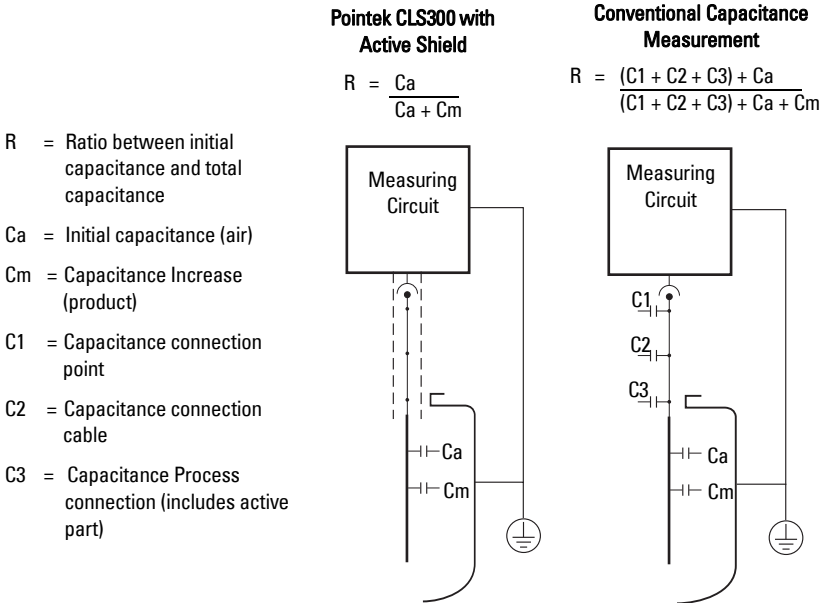 Pointek CLS300 with
Active Shield
R = Ca
Ca + Cm
Conventional Capacitance
Measurement
R = (C1 + C2 + C3) + Ca
(C1 + C2 + C3) + Ca + Cm
R = Ratio between initial
capacitance and total
capacitance
Ca = Initial capacitance (air)
Cm = Capacitance Increase
(product)
C1 = Capacitance connection
point
C2 = Capacitance connection
cable
C3 = Capacitance Process
connection (includes active
part)
Measuring
Circuit
Ca
Cm
Measuring
Circuit
C1
C2
C3
Ca
Cm